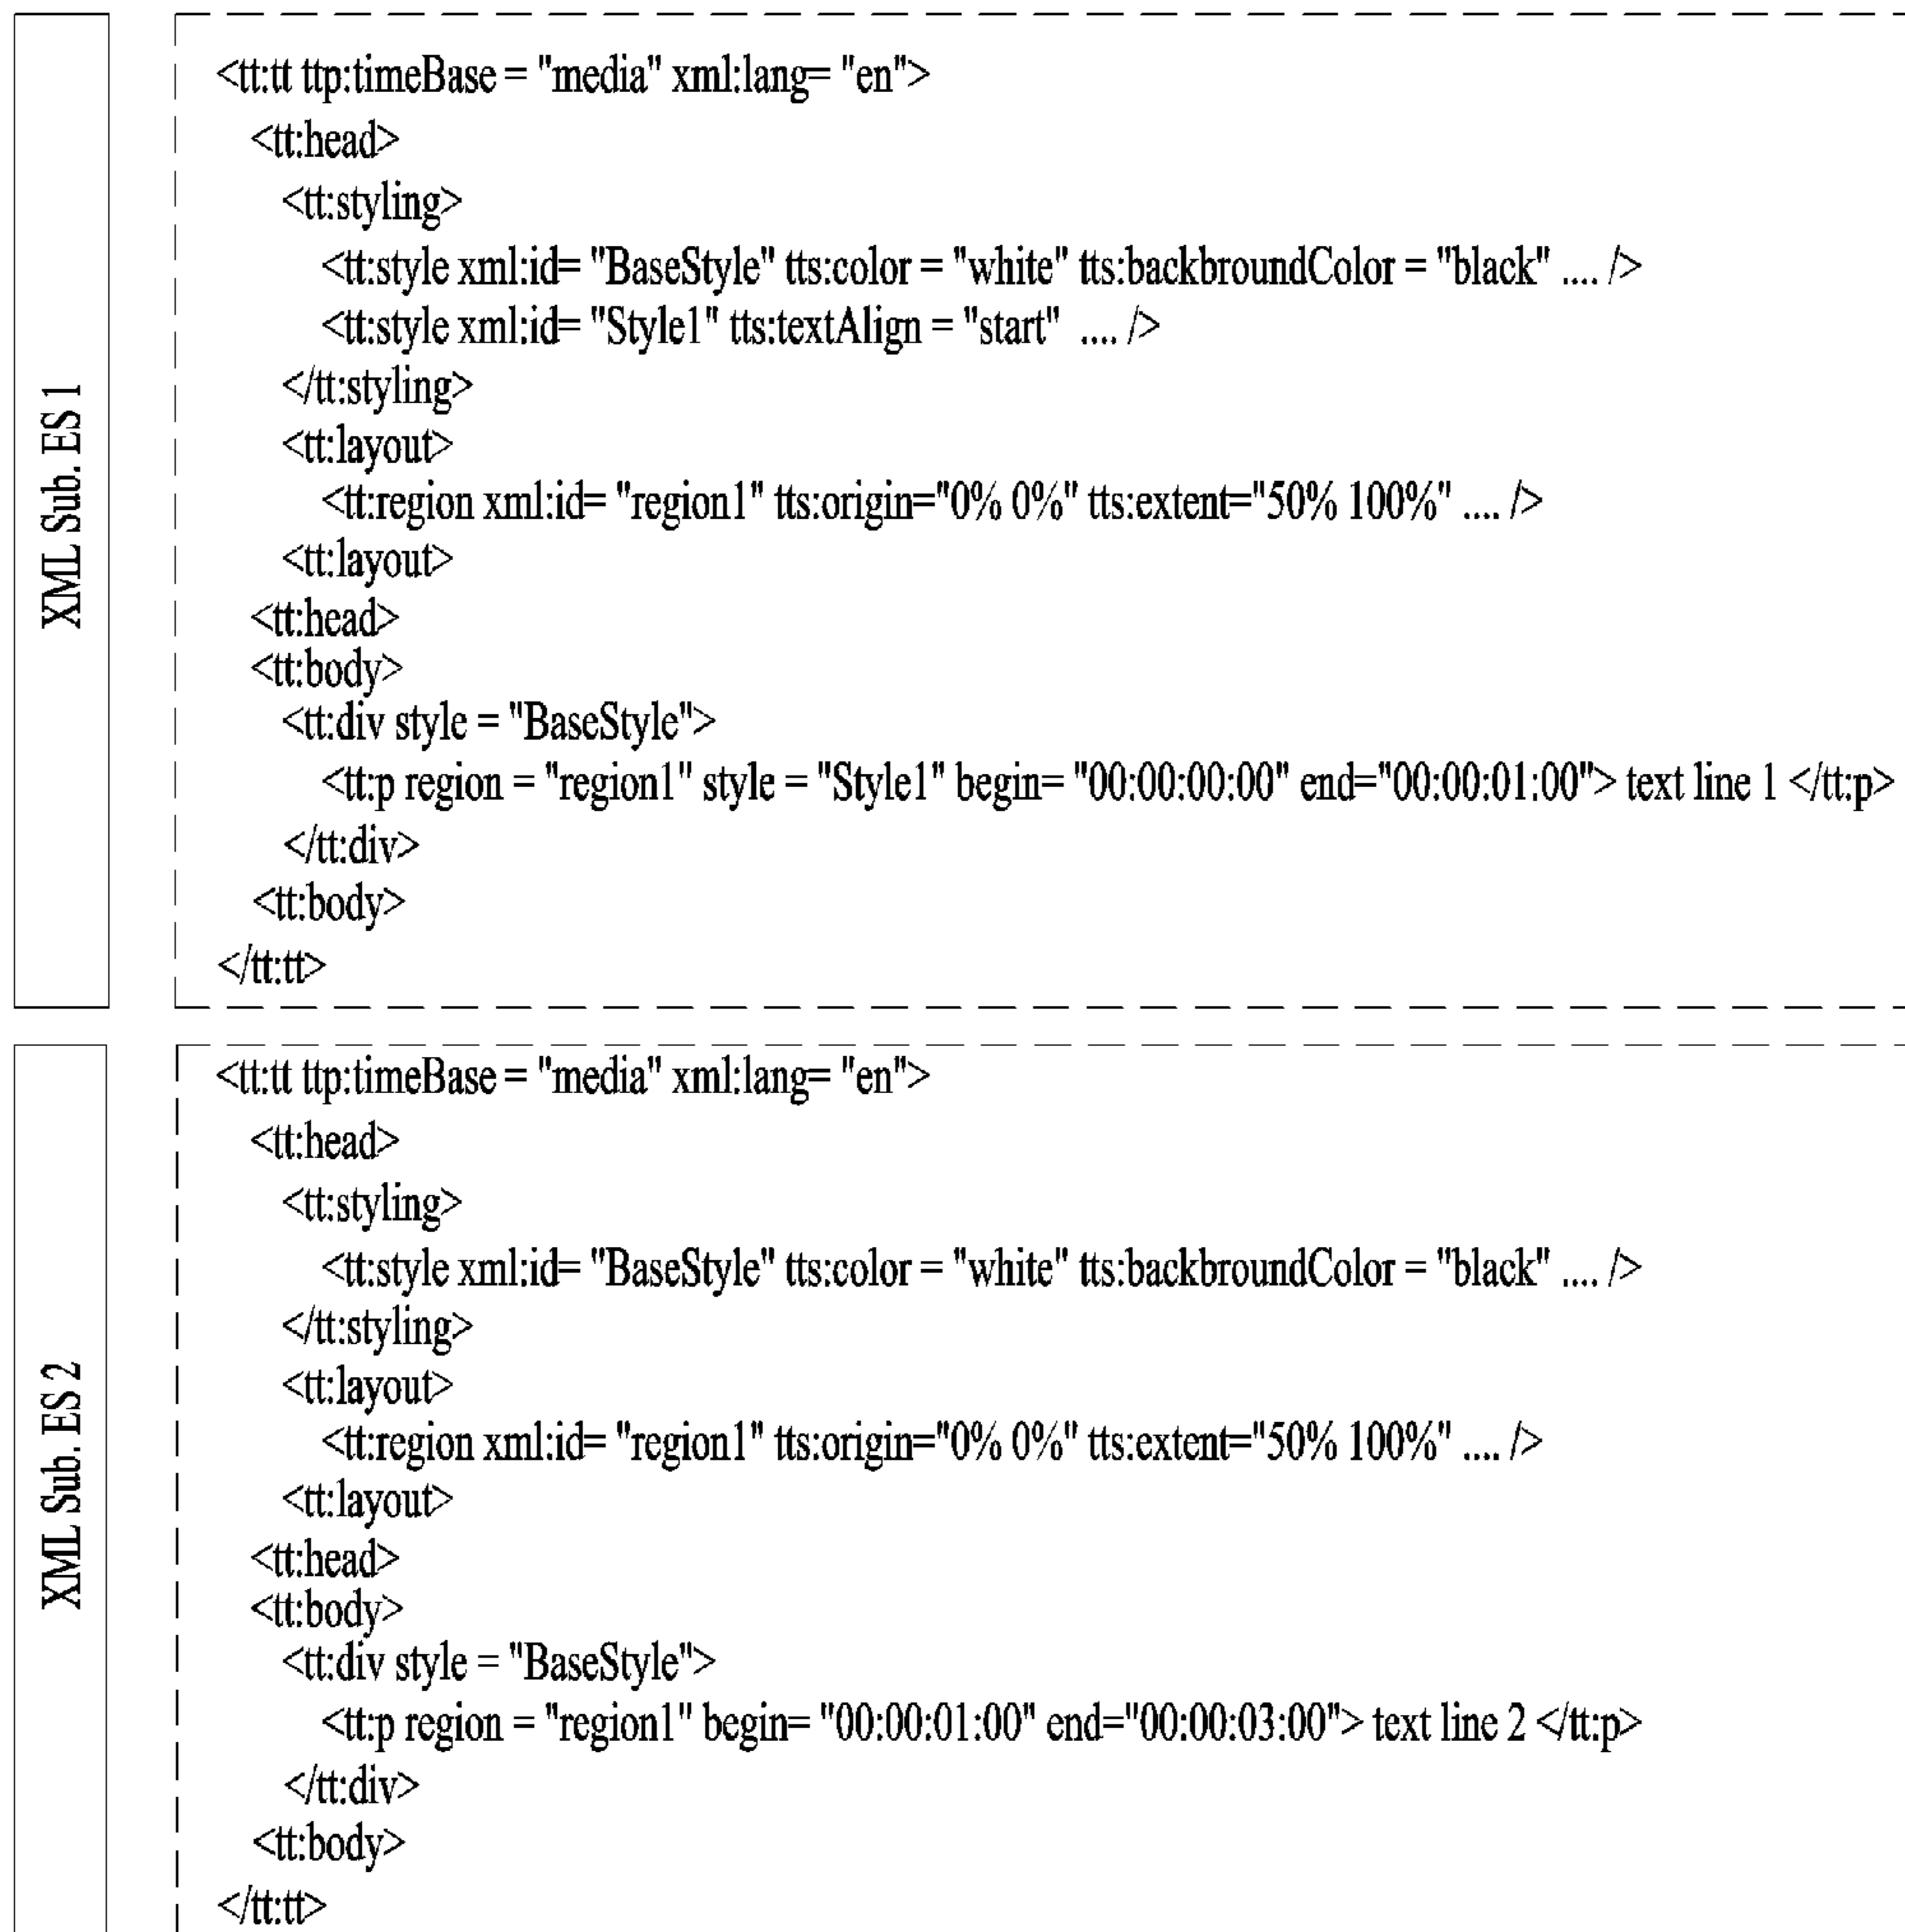 XML Sub. ES 1
<tt:tt ttp:timeBase = "media" xml:lang= "en">
<tt:head>
<tt:styling>
<tt:style xml:id= "BaseStyle" tts:color = "white" tts:backbroundColor = "black" .... />
<tt:style xml:id= "Style1" tts:textAlign = "start" .... />
</tt:styling>
<tt:layout>
<tt:region xml:id= "region1" tts:origin="0% 0%" tts:extent="50% 100%" .... />
<tt:layout>
<tt:head>
<tt:body>
<tt:div style = "BaseStyle">
<tt:p region = "region1" style = "Style1" begin= "00:00:00:00" end="00:00:01:00"> text line 1 </tt:p>
</tt:div>
<tt:body>
</tt:tt>
XML Sub. ES 2
<tt:tt ttp:timeBase = "media" xml:lang= "en">
<tt:head>
<tt:styling>
<tt:style xml:id= "BaseStyle" tts:color = "white" tts:backbroundColor = "black" .... />
</tt:styling>
<tt:layout>
<tt:region xml:id= "region1" tts:origin="0% 0%" tts:extent="50% 100%" .... />
<tt:layout>
<tt:head>
<tt:body>
<tt:div style = "BaseStyle">
<tt:p region = "region1" begin= "00:00:01:00" end="00:00:03:00"> text line 2 </tt:p>
</tt:div>
<tt:body>
</tt:tt>